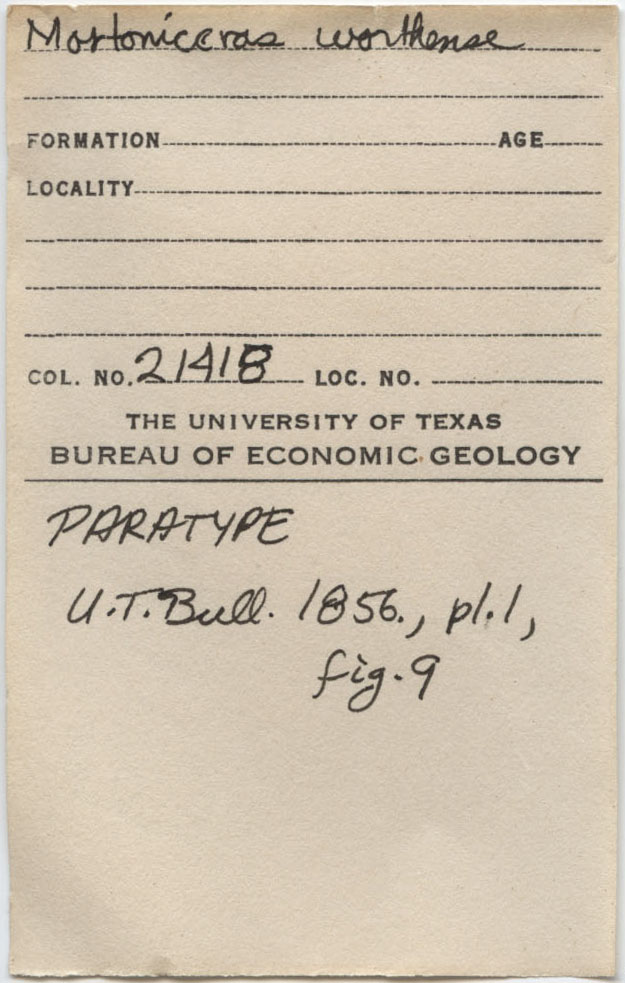 Mortoniceras worthense
FORMATION AGE
LOCALITY
COL. NO. 21418 LOC. NO.
THE UNIVERSITY OF TEXAS
BUREAU OF ECONOMIC GEOLOGY
PARATYPE
U.T. Bull. 1856., pl. 1,
fig. 9